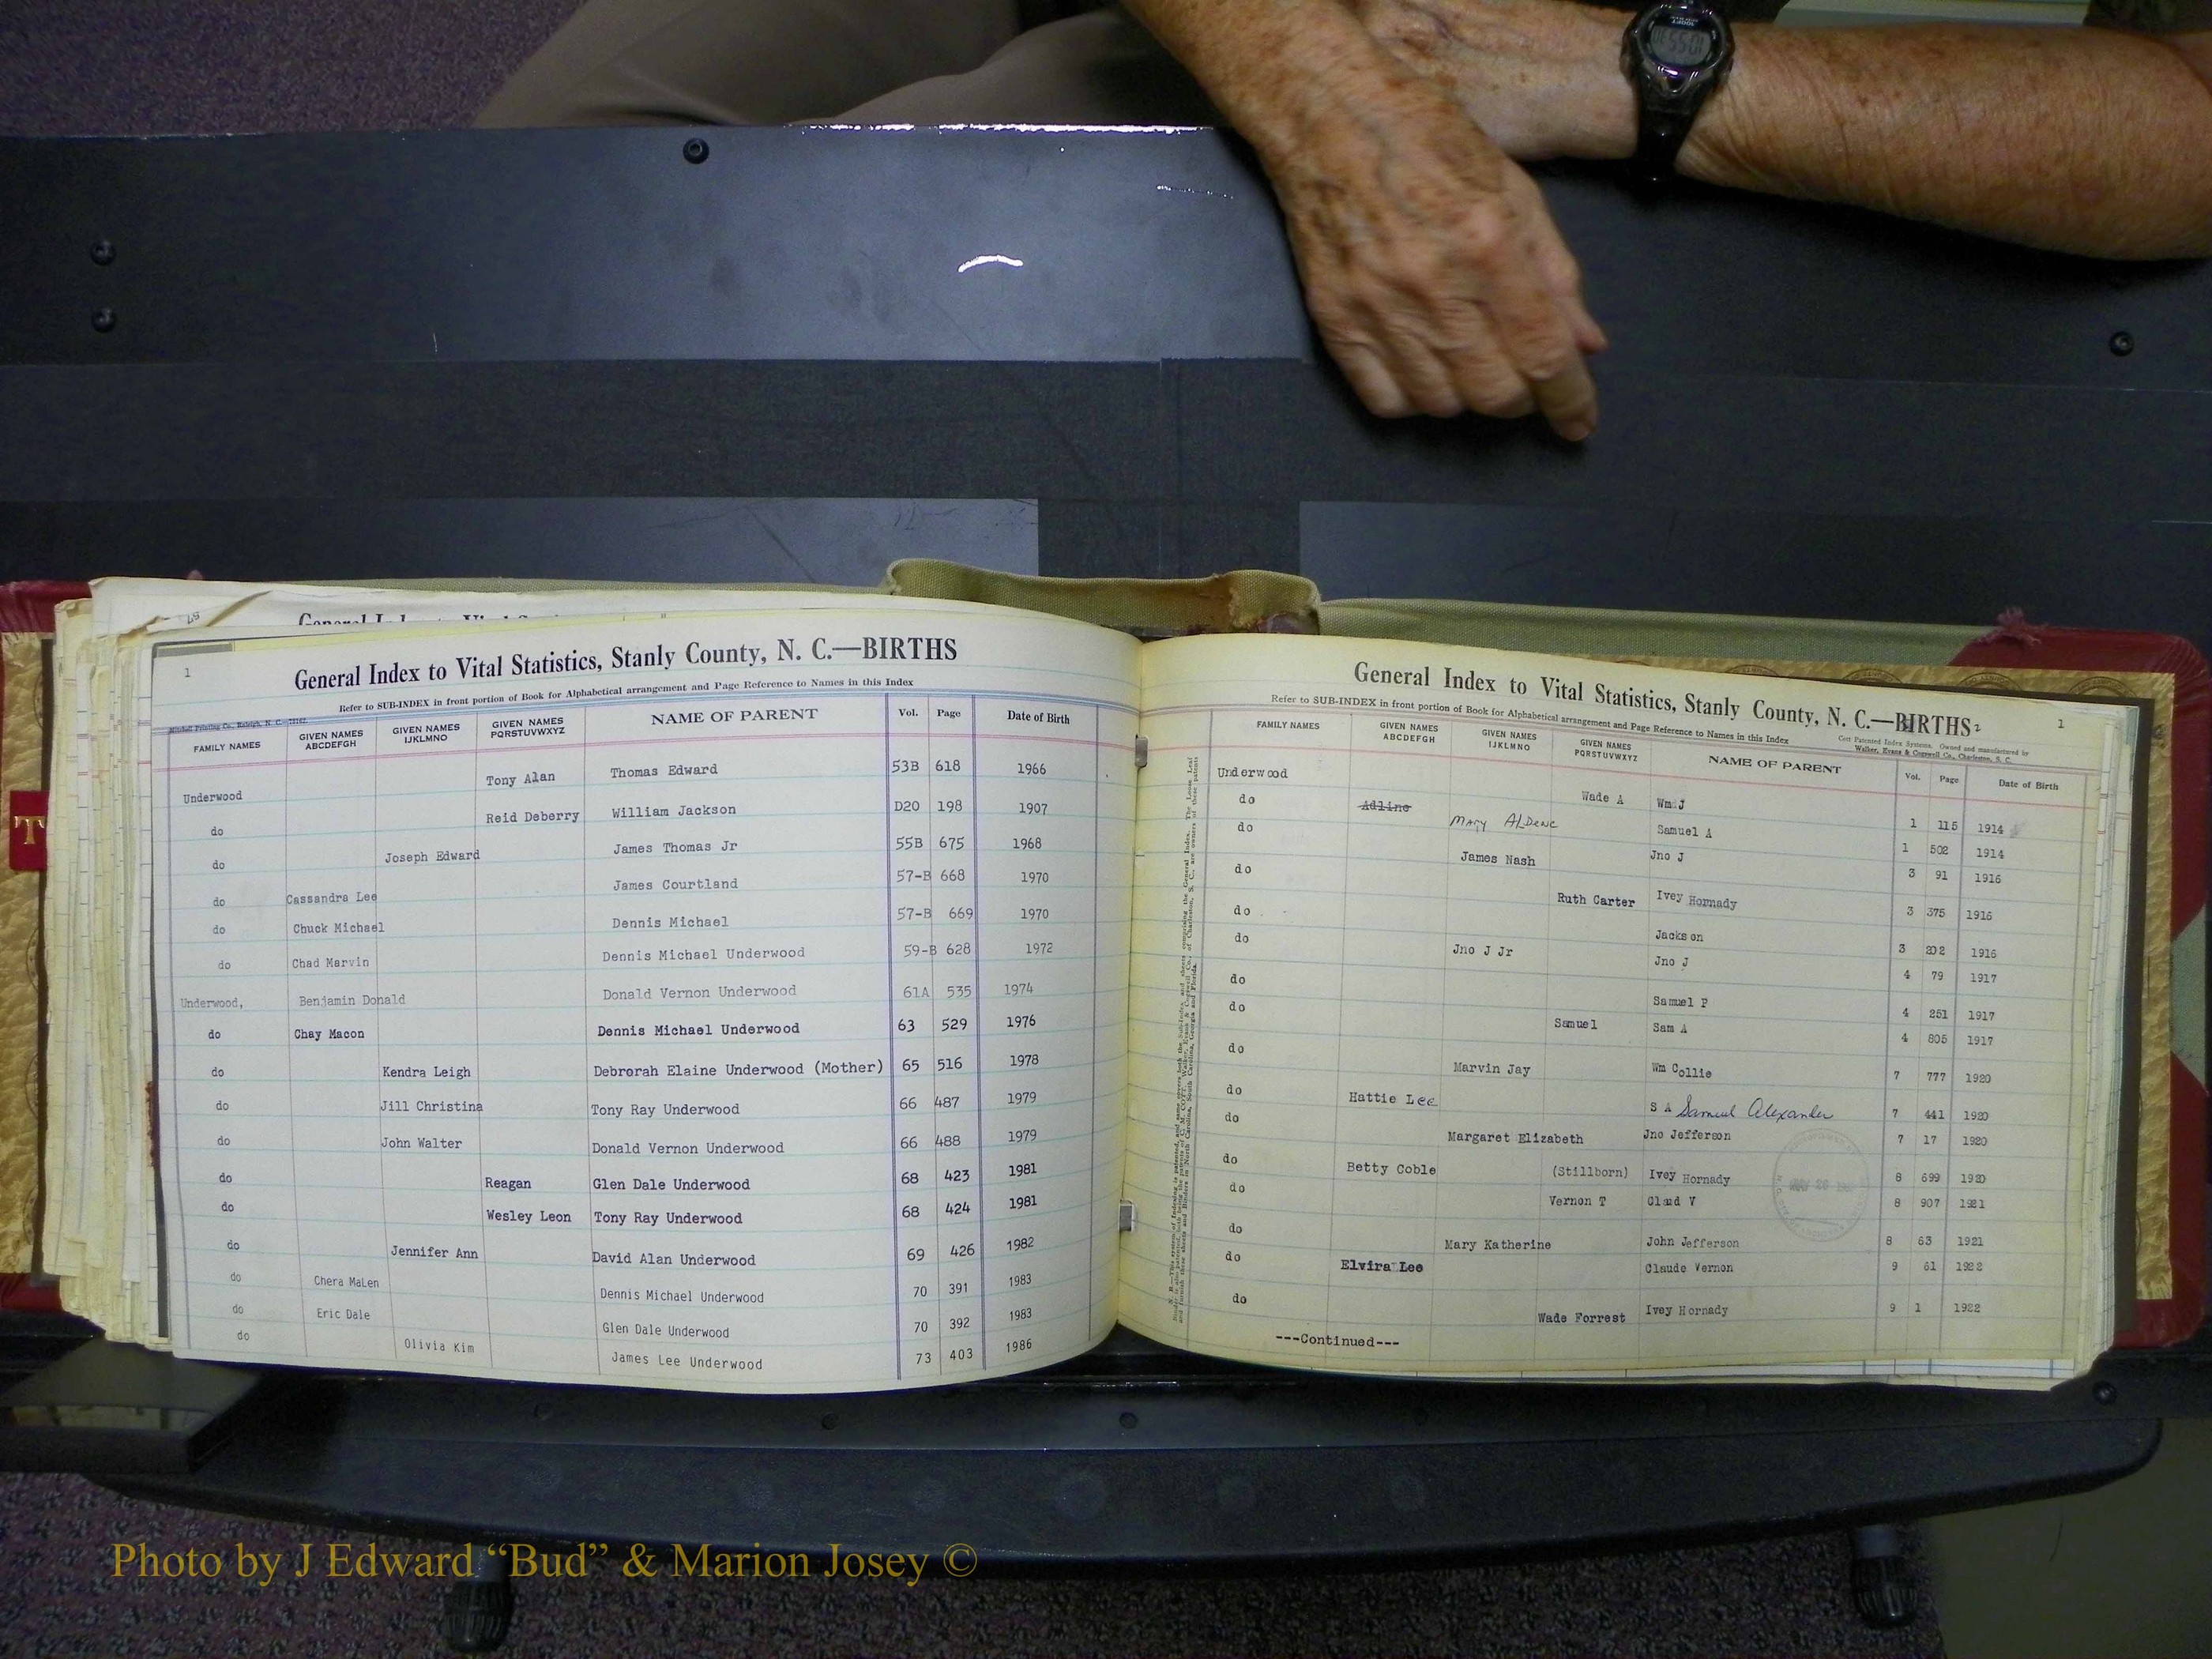 1
General Index to Vital Statistics, Stanly County, N. C.—BIRTHS
Refer to SUB-INDEX in front portion of Book for Alphabetical arrangement and Page Reference to Names in this Index
FAMILY NAMES GIVEN NAMES ABCDEFGH GIVEN NAMES IJKLMNO GIVEN NAMES PQRSTUVWXYZ NAME OF PARENT Vol. Page Date of Birth
Underwood Tony Alan Thomas Edward 53B 618 1966
do Reid Deberry William Jackson D20 198 1907
do Joseph Edward James Thomas Jr 55B 675 1968
do Cassandra Lee James Courtland 57-B 668 1970
do Chuck Michael Dennis Michael 57-B 669 1970
do Chad Marvin Dennis Michael Underwood 59-B 628 1972
Underwood, Benjamin Donald Donald Vernon Underwood 61A 535 1974
do Chay Macon Dennis Michael Underwood 63 529 1976
do Kendra Leigh Debrorah Elaine Underwood (Mother) 65 516 1978
do Jill Christina Tony Ray Underwood 66 487 1979
do John Walter Donald Vernon Underwood 66 488 1979
do Reagan Glen Dale Underwood 68 423 1981
do Wesley Leon Tony Ray Underwood 68 424 1981
do Jennifer Ann David Alan Underwood 69 426 1982
do Chera MaLen Dennis Michael Underwood 70 391 1983
do Eric Dale Glen Dale Underwood 70 392 1983
do Olivia Kim James Lee Underwood 73 403 1986
General Index to Vital Statistics, Stanly County, N. C.—BIRTHS 2
1
Refer to SUB-INDEX in front portion of Book for Alphabetical arrangement and Page Reference to Names in this Index
Cott Patented Index Systems. Owned and manufactured by
Walker, Evans & Cogswell Co., Charleston, S. C.
FAMILY NAMES GIVEN NAMES ABCDEFGH GIVEN NAMES IJKLMNO GIVEN NAMES PQRSTUVWXYZ NAME OF PARENT Vol. Page Date of Birth
Underwood Wade A Wm J 1 115 1914
do Adline Mary Aldene Samuel A 1 502 1914
do James Nash Jno J 3 91 1916
do Ruth Carter Ivey Hornady 3 375 1916
do Jackson 3 202 1916
do Jno J Jr Jno J 4 79 1917
do Samuel P 4 251 1917
do Samuel Sam A 4 805 1917
do Marvin Jay Wm Collie 7 777 1920
do Hattie Lee S A Samuel Alexander 7 441 1920
do Margaret Elizabeth Jno Jefferson 7 17 1920
do Betty Coble (Stillborn) Ivey Hornady 8 699 1920
do Vernon T Claud V 8 907 1921
do Mary Katherine John Jefferson 8 63 1921
do Elvira Lee Claude Vernon 9 61 1922
do Wade Forrest Ivey Hornady 9 1 1922
---Continued---
Photo by J Edward “Bud” & Marion Josey ©